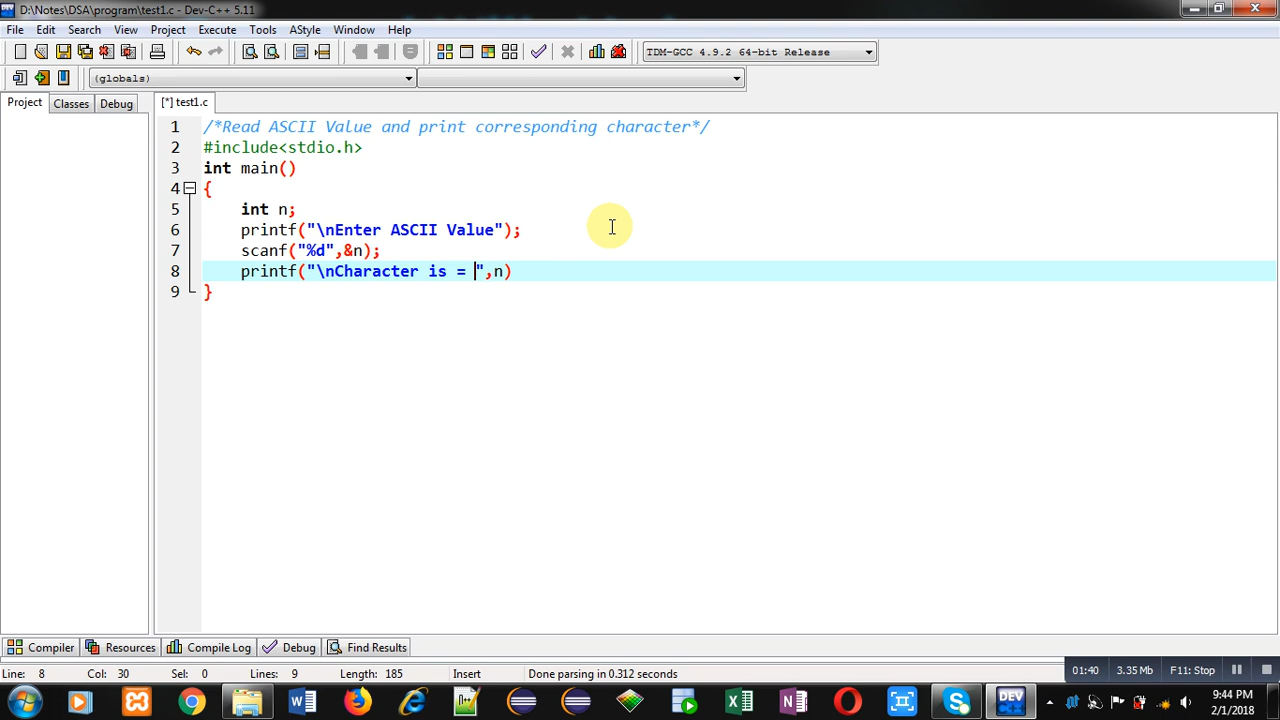 D:\Notes\DSA\program\test1.c - Dev-C++ 5.11
File Edit Search View Project Execute Tools AStyle Window Help
TDM-GCC 4.9.2 64-bit Release
(globals)
Project Classes Debug [*] test1.c
1 /*Read ASCII Value and print corresponding character*/
2 #include<stdio.h>
3 int main()
4 {
5 int n;
6 printf("\nEnter ASCII Value");
7 scanf("%d",&n);
8 printf("\nCharacter is = ",n)
9 }
Compiler Resources Compile Log Debug Find Results
Line: 8 Col: 30 Sel: 0 Lines: 9 Length: 185 Insert Done parsing in 0.312 seconds
01:40 3.35 Mb F11: Stop
DEV
9:44 PM
2/1/2018